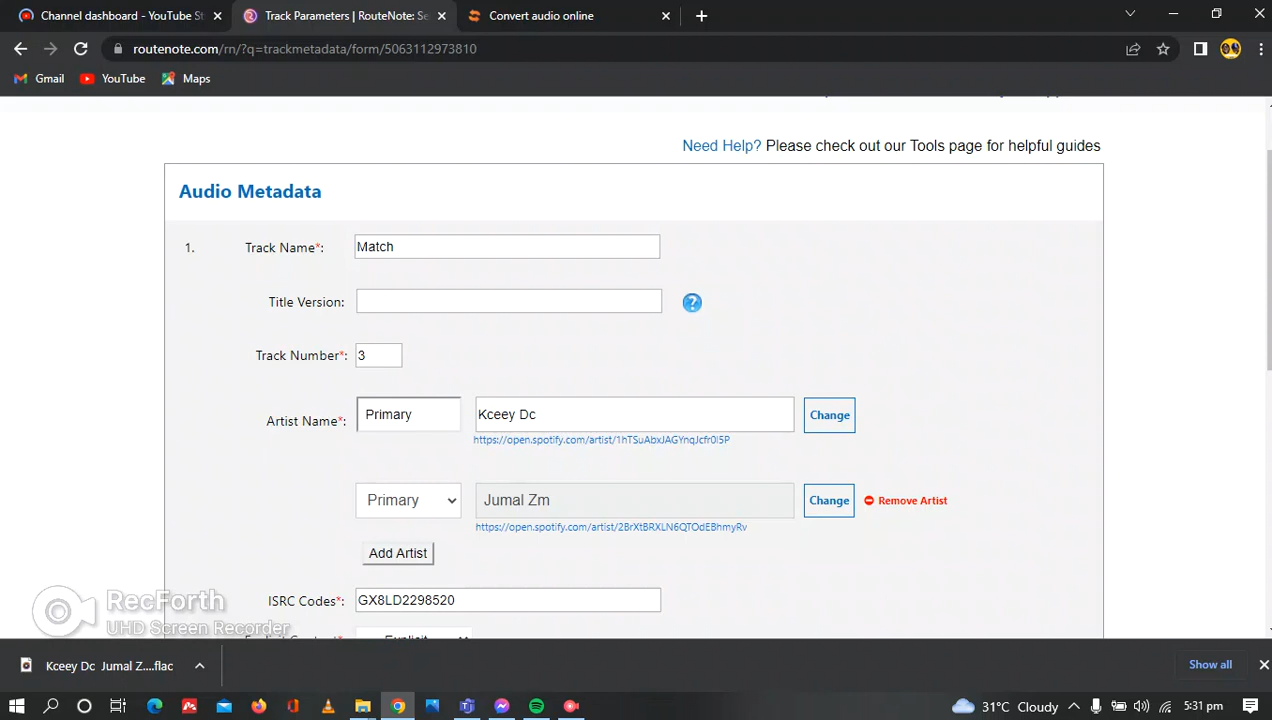 Channel dashboard - YouTube St
Track Parameters | RouteNote: Se
Convert audio online
routenote.com/rn/?q=trackmetadata/form/5063112973810
Gmail
YouTube
Maps
Need Help? Please check out our Tools page for helpful guides
Audio Metadata
1.
Track Name*:
Match
Title Version:
?
Track Number*:
3
Artist Name*:
Primary
Kceey Dc
Change
https://open.spotify.com/artist/1hTSuAbxJAGYnqJcfr0I5P
Primary
Jumal Zm
Change
Remove Artist
https://open.spotify.com/artist/2BrXtBRXLN6QTOdEBhmyRv
Add Artist
RecForth
UHD Screen Recorder
ISRC Codes*:
GX8LD2298520
Kceey Dc Jumal Z....flac
Show all
31°C Cloudy
5:31 pm